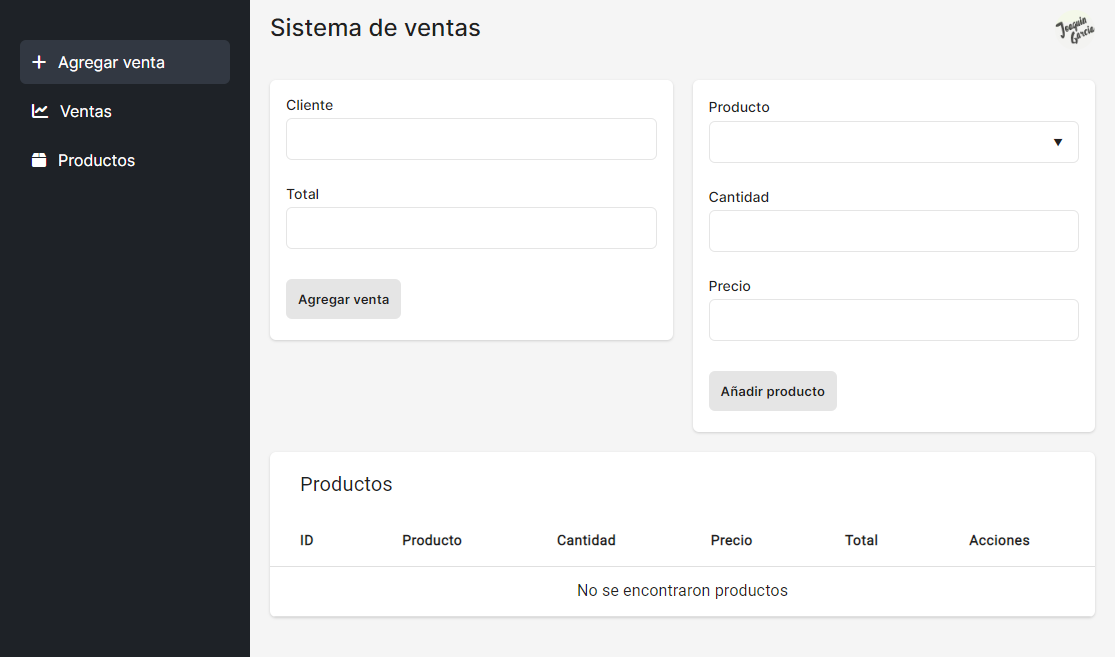 Sistema de ventas
Joaquin
García
Agregar venta
Ventas
Productos
Cliente
Total
Agregar venta
Producto
Cantidad
Precio
Añadir producto
Productos
ID Producto Cantidad Precio Total Acciones
No se encontraron productos